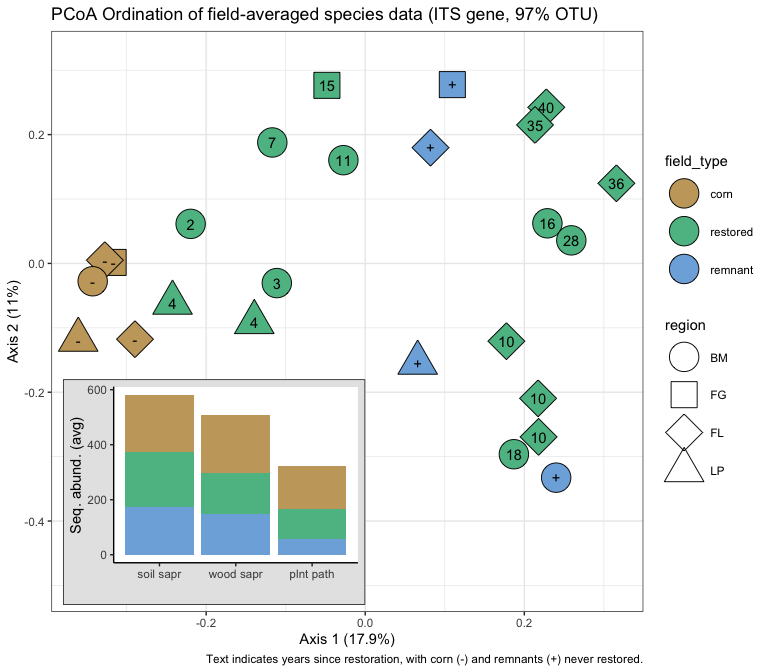 PCoA Ordination of field-averaged species data (ITS gene, 97% OTU)
15
+
40
35
7
11
+
36
2
16
28
- -
-
3
4
4
-
-
10
+
10
10
18
+
0.2
0.0
-0.2
-0.4
Axis 2 (11%)
-0.2
0.0
0.2
Axis 1 (17.9%)
600
400
200
0
Seq. abund. (avg)
soil sapr
wood sapr
plnt path
field_type
corn
restored
remnant
region
BM
FG
FL
LP
Text indicates years since restoration, with corn (-) and remnants (+) never restored.